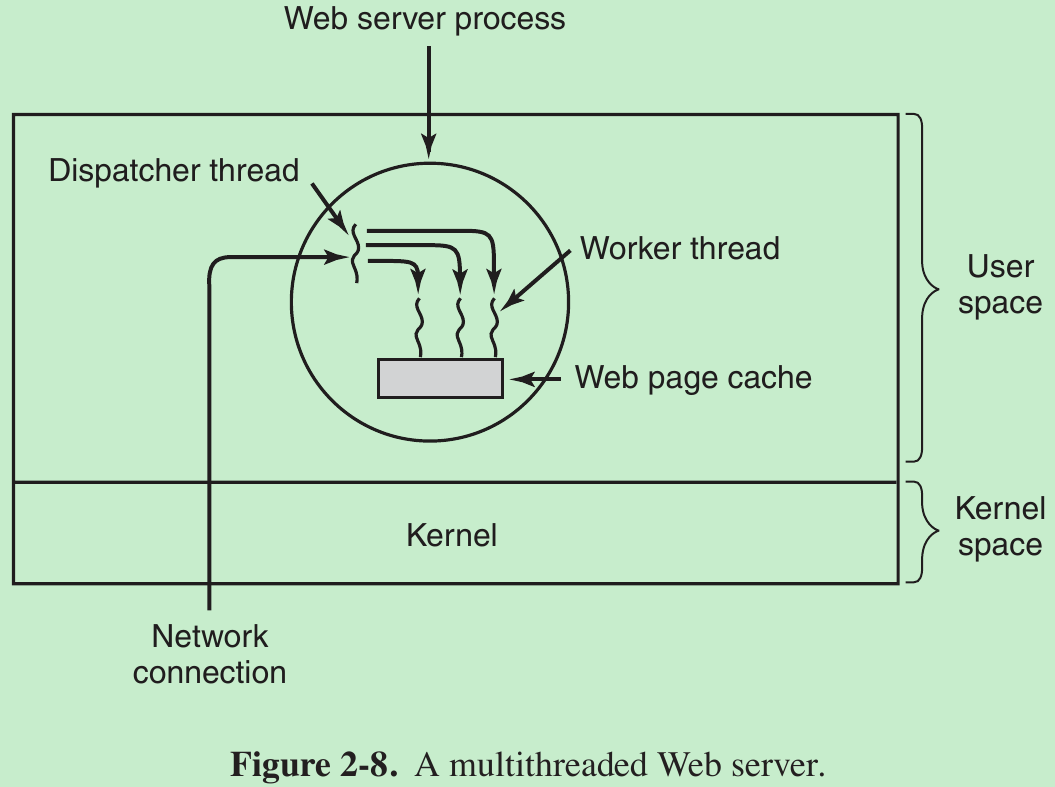 Web server process
Dispatcher thread
Worker thread
User
space
Web page cache
Kernel
Kernel
space
Network
connection
Figure 2-8. A multithreaded Web server.